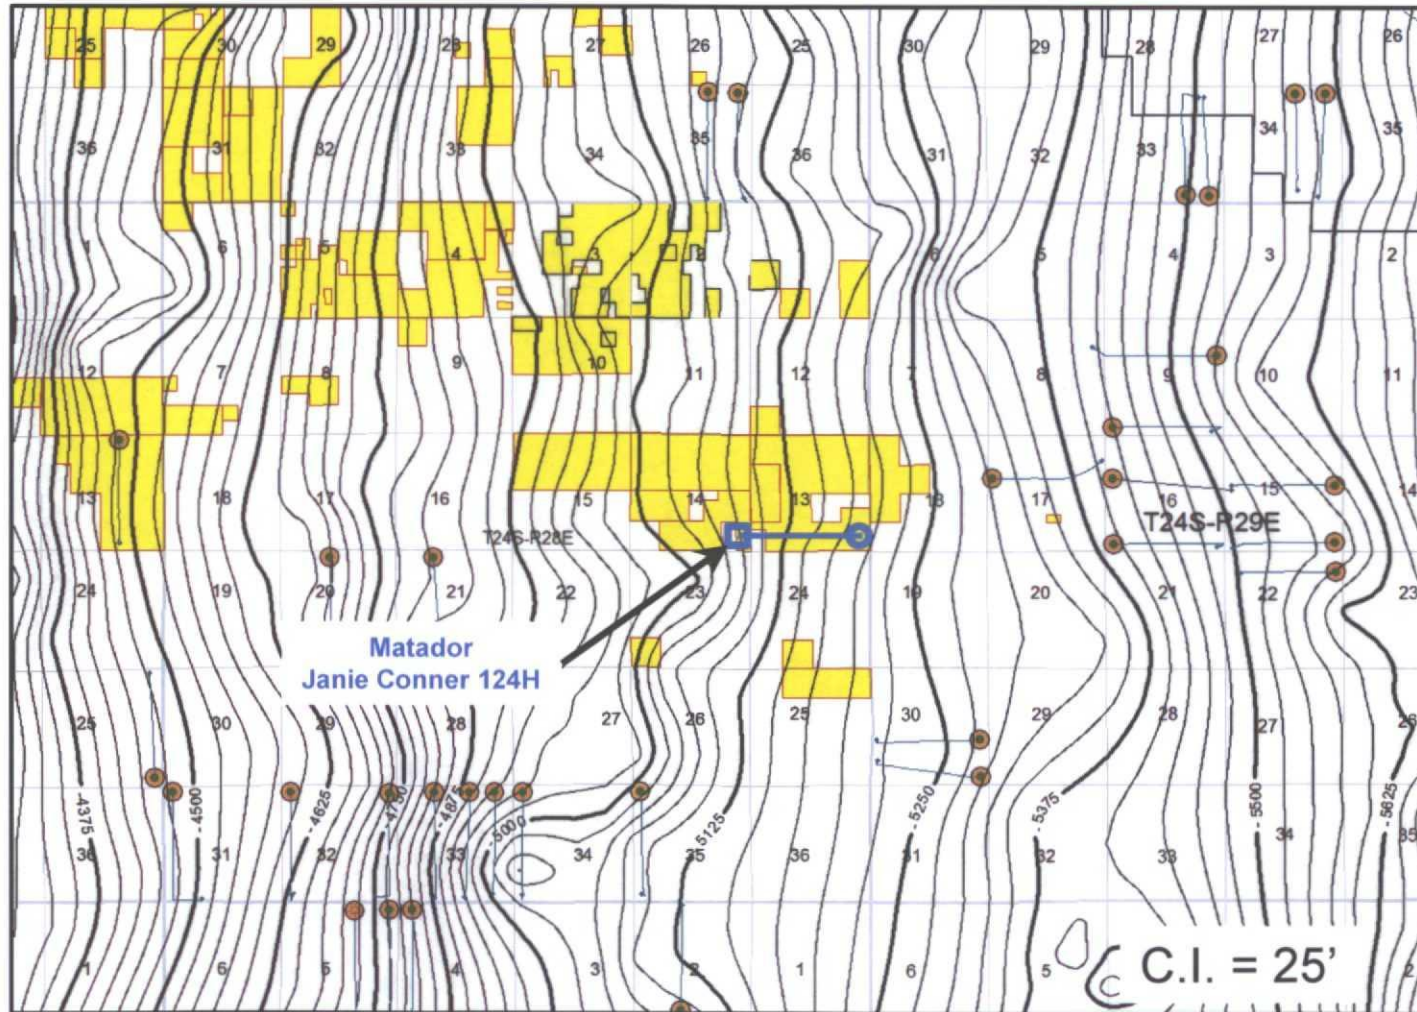 25 30 29 28 27 26 25 30 29 28 27 26
36 31 32 33 34 35 36 31 32 33 34 35
1 6 5 4 3 2 6 5 4 3 2
12 7 8 9 10 11 12 7 8 9 10 11
13 18 17 16 15 14 13 18 17 16 15 14
T24S-R28E
T24S-R29E
24 19 20 21 22 23 24 19 20 21 22 23
Matador
Janie Conner 124H
25 30 29 28 27 26 25 30 29 28 27 26
-4375 -4500 -4625 -4750 -4875 -5000 -5125 -5250 -5375 -5500 -5625
36 31 32 33 34 35 36 31 32 33 34 35
1 6 5 4 3 2 1 6 5 2
C.I. = 25'